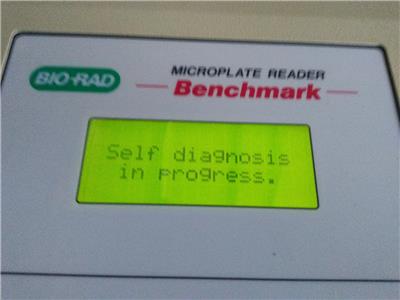 BIO-RAD
MICROPLATE READER
Benchmark
Self diagnosis
in progress.